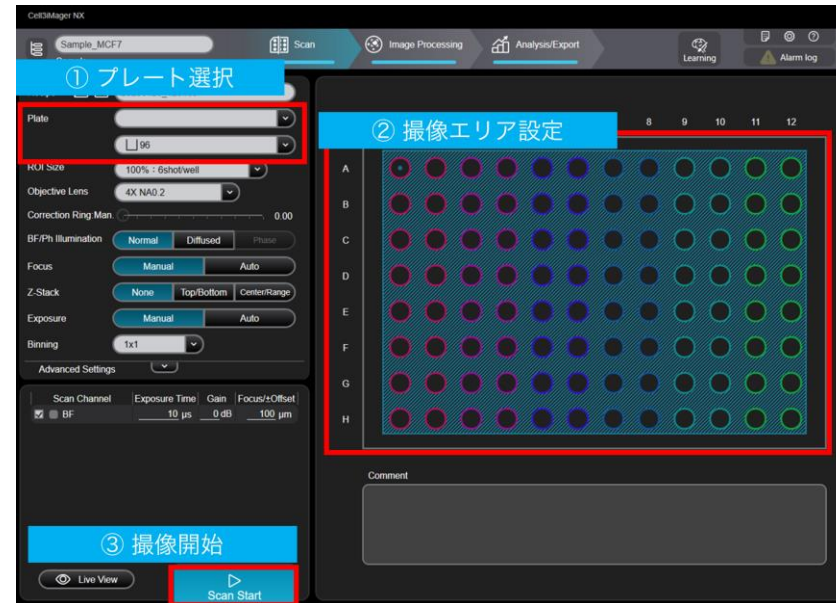 Cell3iMager NX
Sample_MCF7
Scan
Image Processing
Analysis/Export
Learning
Alarm log
① プレート選択
Plate
96
ROI Size
100% : 6shot/well
Objective Lens
4X NA0.2
Correction Ring:Man.
0.00
BF/Ph Illumination
Normal
Diffused
Phase
Focus
Manual
Auto
Z-Stack
None
Top/Bottom
Center/Range
Exposure
Manual
Auto
Binning
1x1
Advanced Settings
Scan Channel
Exposure Time
Gain
Focus/±Offset
BF
10 µs
0 dB
100 µm
③ 撮像開始
Live View
Scan Start
② 撮像エリア設定
8 9 10 11 12
A
B
C
D
E
F
G
H
Comment